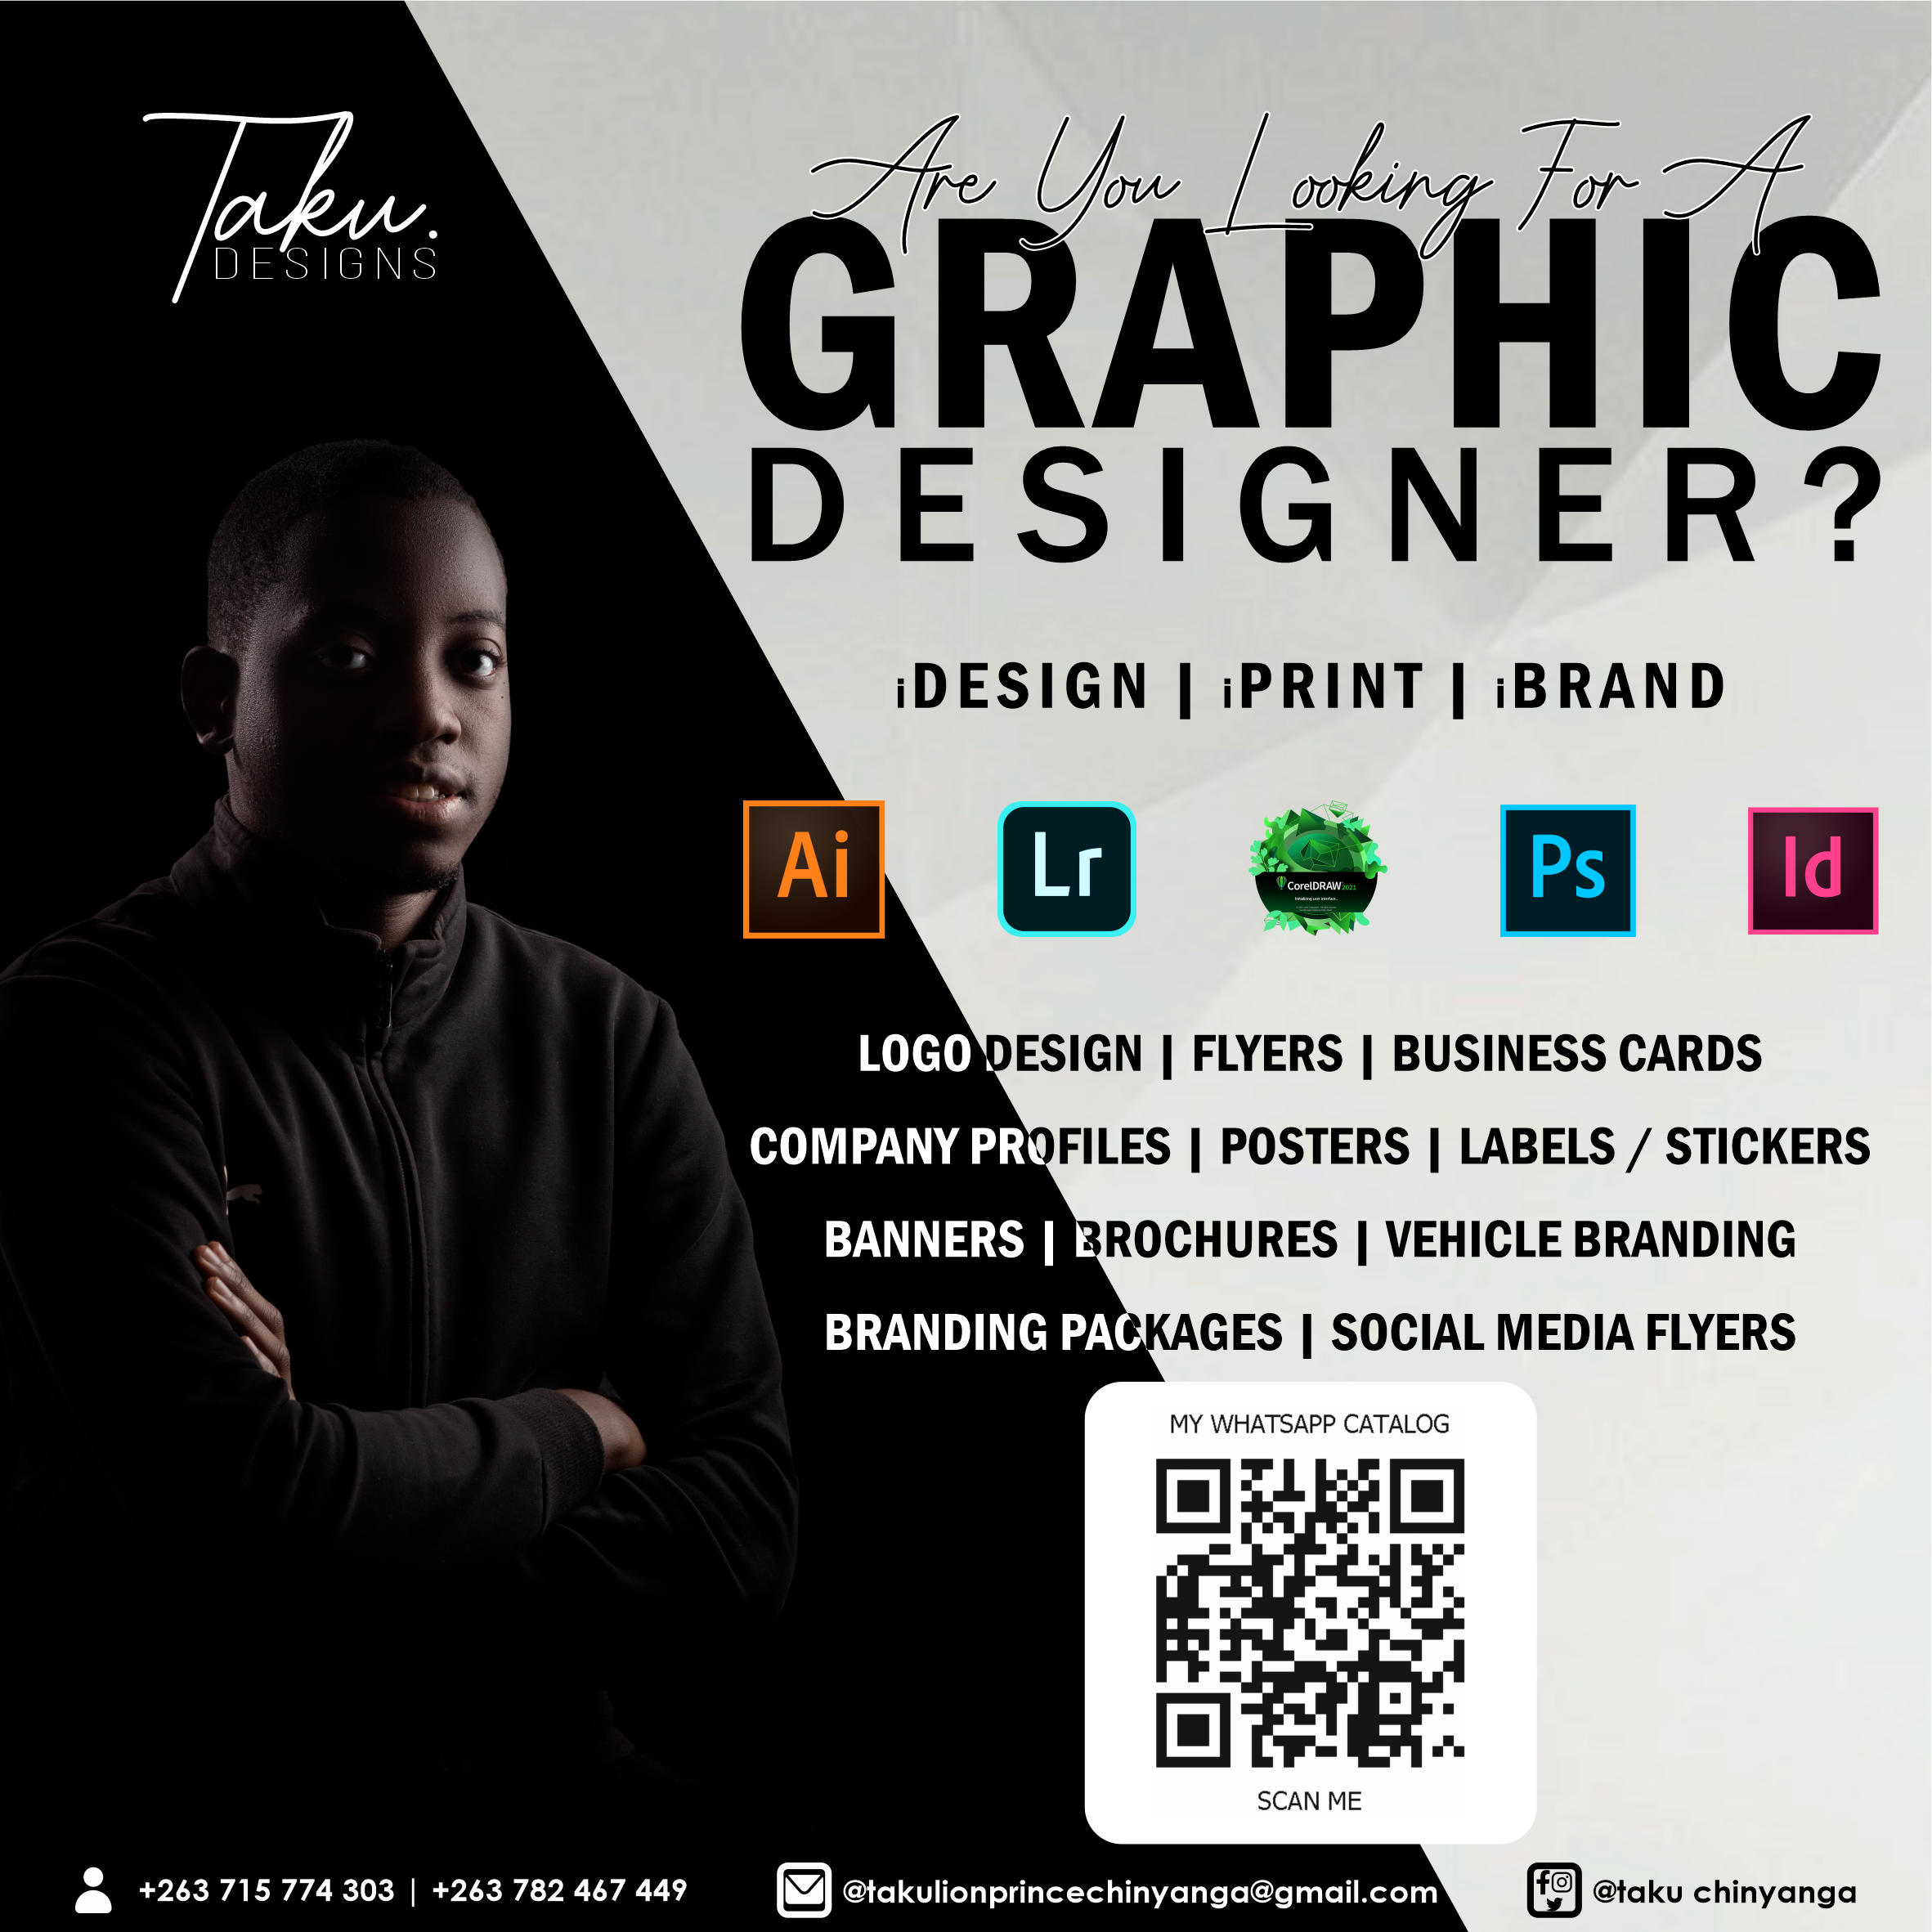 Taku.
DESIGNS
Are You Looking For A
GRAPHIC
DESIGNER?
iDESIGN | iPRINT | iBRAND
Ai
Lr
CorelDRAW 2021
Ps
Id
LOGO DESIGN | FLYERS | BUSINESS CARDS
COMPANY PROFILES | POSTERS | LABELS / STICKERS
BANNERS | BROCHURES | VEHICLE BRANDING
BRANDING PACKAGES | SOCIAL MEDIA FLYERS
MY WHATSAPP CATALOG
SCAN ME
+263 715 774 303 | +263 782 467 449
@takulionprincechinyanga@gmail.com
@taku chinyanga